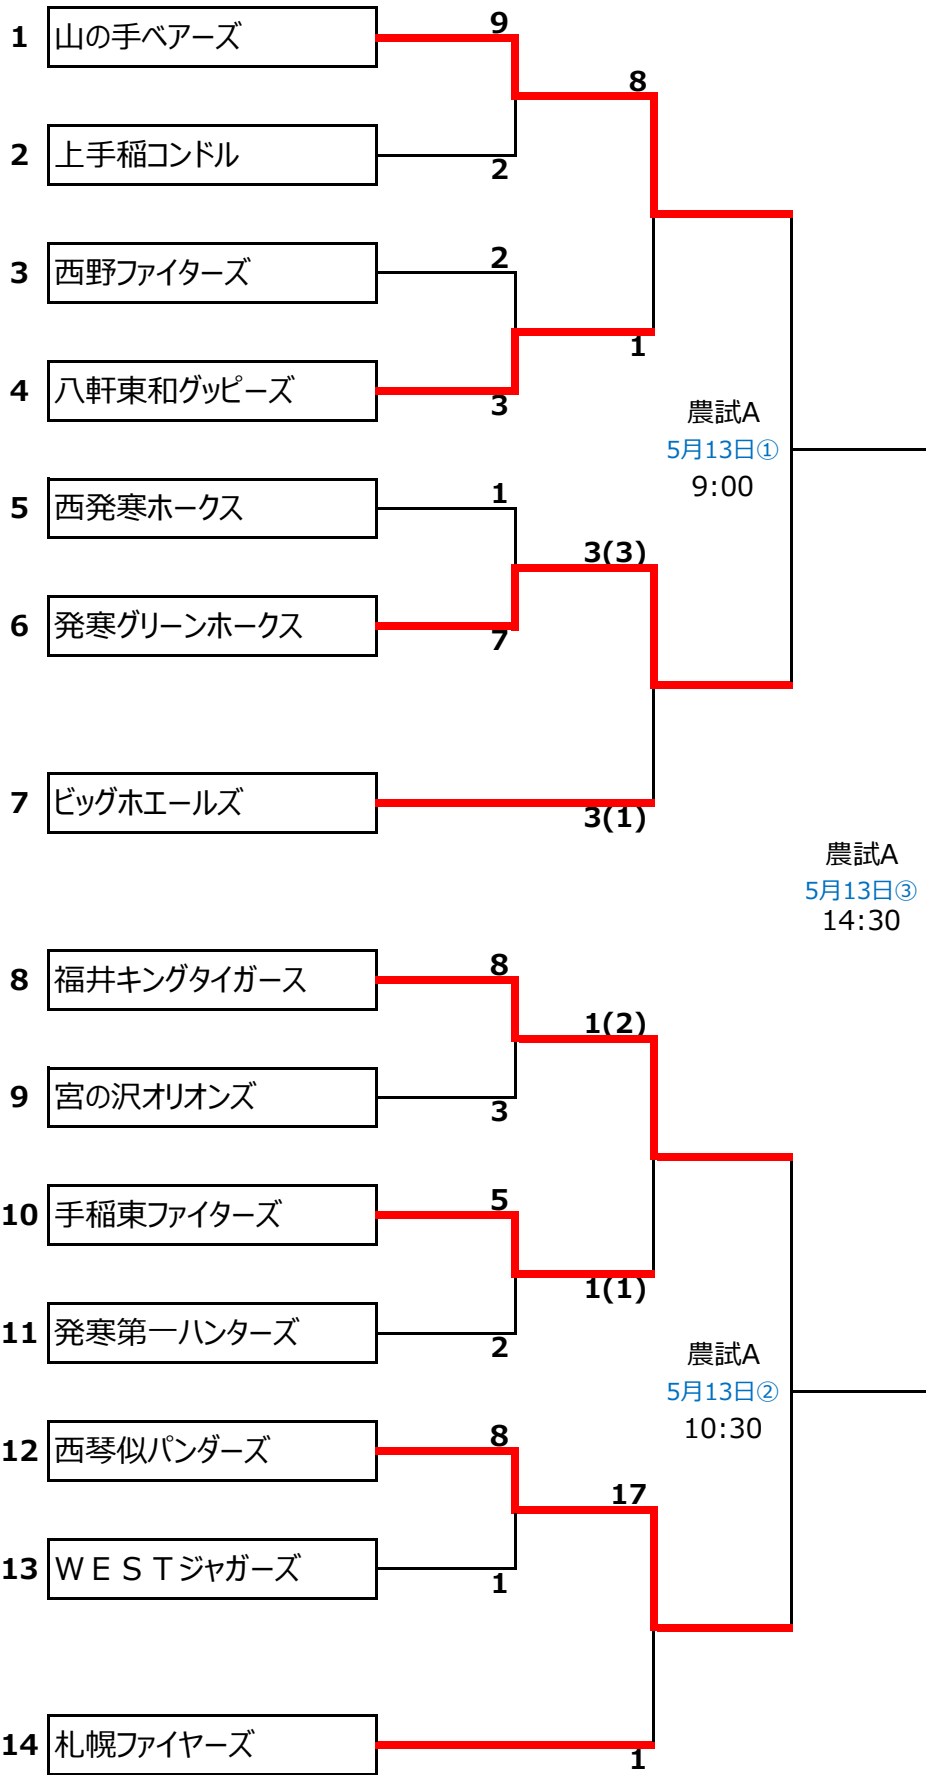 9
1 山の手ベアーズ
8
2 上手稲コンドル
2
2
3 西野ファイターズ
1
4 八軒東和グッピーズ
3
農試A
5月13日①
9:00
1
5 西発寒ホークス
3(3)
6 発寒グリーンホークス
7
7 ビッグホエールズ
3(1)
農試A
5月13日③
14:30
8
8 福井キングタイガース
1(2)
9 宮の沢オリオンズ
3
5
10 手稲東ファイターズ
1(1)
11 発寒第一ハンターズ
2
農試A
5月13日②
10:30
8
12 西琴似パンダーズ
17
13 ＷＥＳＴジャガーズ
1
14 札幌ファイヤーズ
1